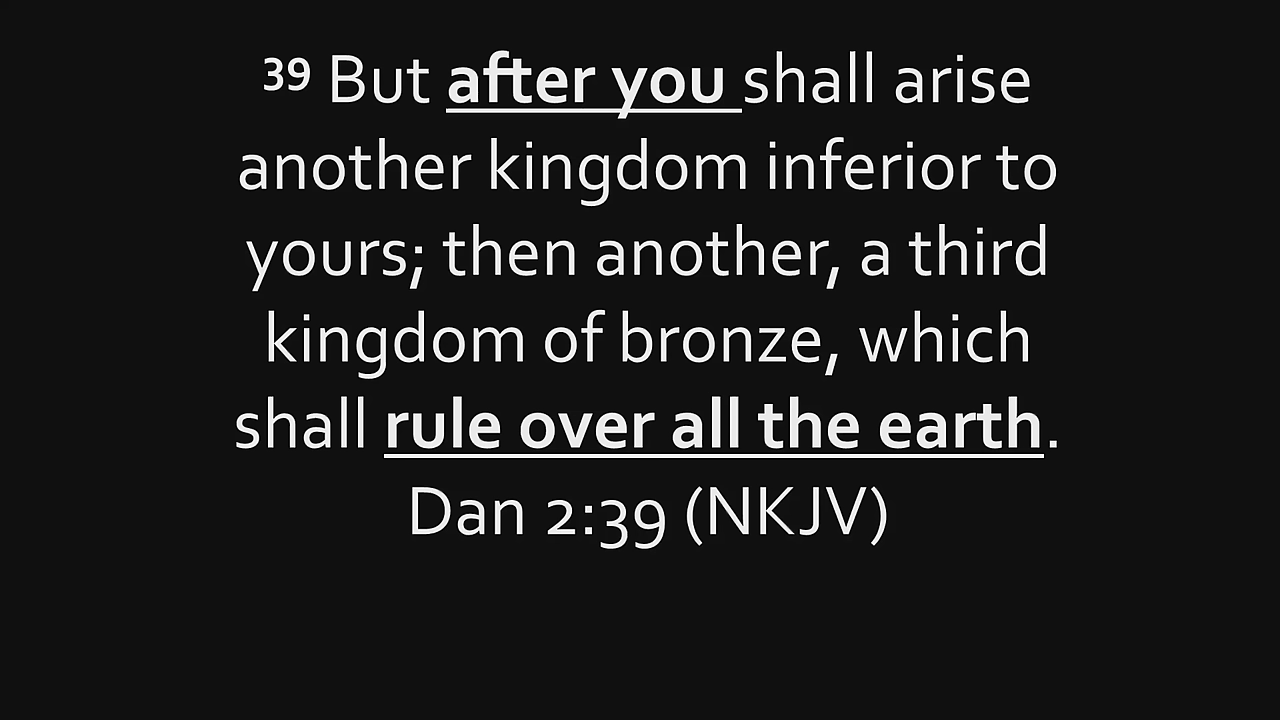 39 But after you shall arise
another kingdom inferior to
yours; then another, a third
kingdom of bronze, which
shall rule over all the earth.
Dan 2:39 (NKJV)